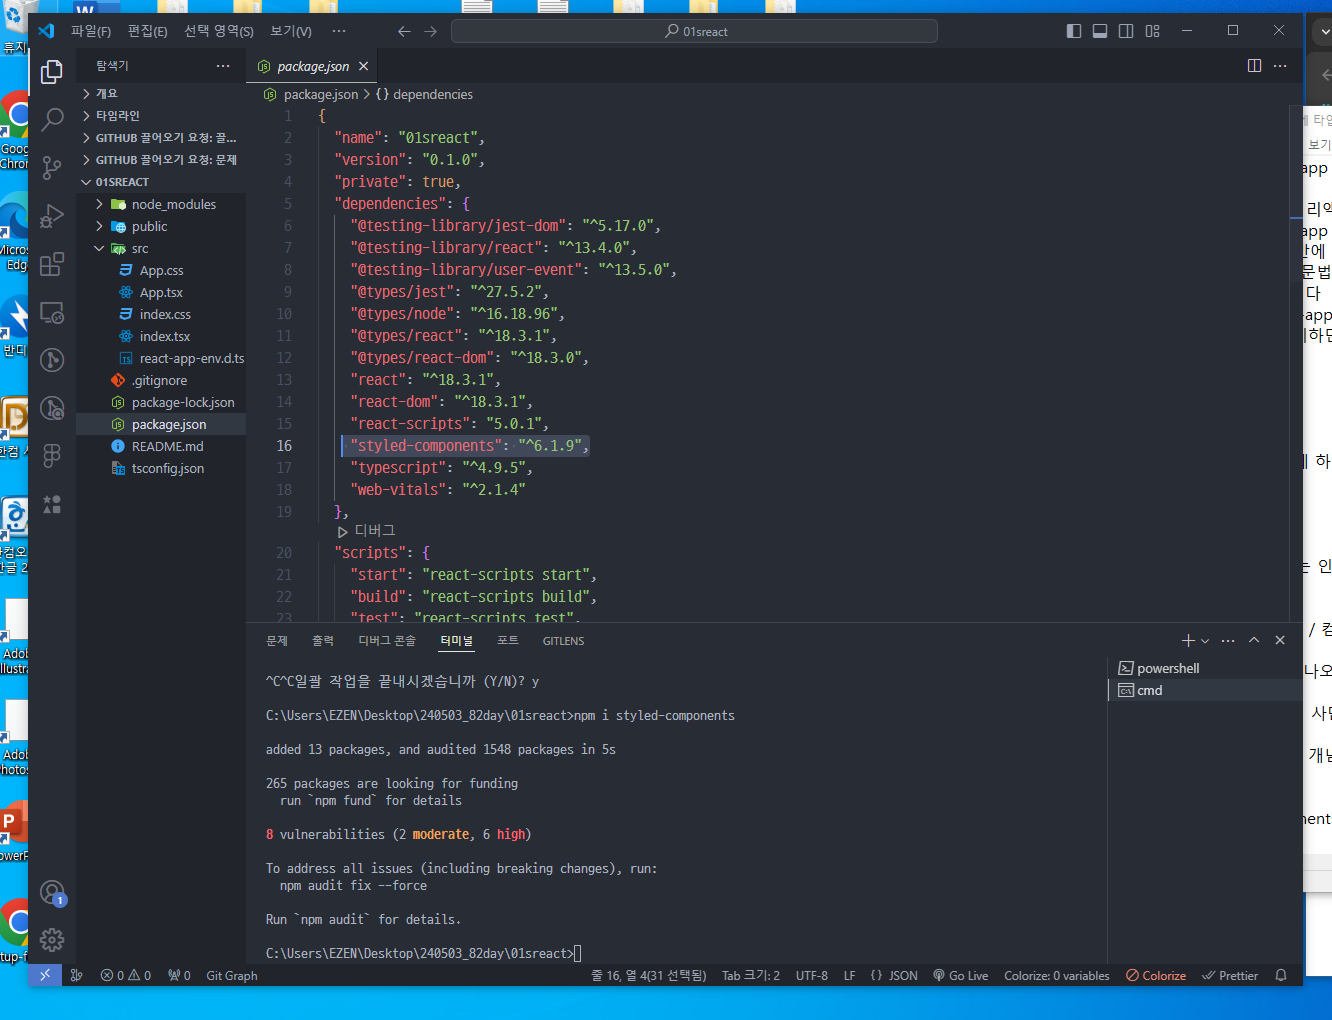 파일(F) 편집(E) 선택 영역(S) 보기(V) ···
01sreact
탐색기
package.json
package.json > {} dependencies
개요
타임라인
GITHUB 끌어오기 요청: 끌...
GITHUB 끌어오기 요청: 문제
01SREACT
node_modules
public
src
App.css
App.tsx
index.css
index.tsx
react-app-env.d.ts
.gitignore
package-lock.json
package.json
README.md
tsconfig.json
1 {
2 "name": "01sreact",
3 "version": "0.1.0",
4 "private": true,
5 "dependencies": {
6 "@testing-library/jest-dom": "^5.17.0",
7 "@testing-library/react": "^13.4.0",
8 "@testing-library/user-event": "^13.5.0",
9 "@types/jest": "^27.5.2",
10 "@types/node": "^16.18.96",
11 "@types/react": "^18.3.1",
12 "@types/react-dom": "^18.3.0",
13 "react": "^18.3.1",
14 "react-dom": "^18.3.1",
15 "react-scripts": "5.0.1",
16 "styled-components": "^6.1.9",
17 "typescript": "^4.9.5",
18 "web-vitals": "^2.1.4"
19 },
디버그
20 "scripts": {
21 "start": "react-scripts start",
22 "build": "react-scripts build",
23 "test": "react-scripts test",
문제 출력 디버그 콘솔 터미널 포트 GITLENS
powershell
cmd
^C^C일괄 작업을 끝내시겠습니까 (Y/N)? y
C:\Users\EZEN\Desktop\240503_82day\01sreact>npm i styled-components
added 13 packages, and audited 1548 packages in 5s
265 packages are looking for funding
run `npm fund` for details
8 vulnerabilities (2 moderate, 6 high)
To address all issues (including breaking changes), run:
npm audit fix --force
Run `npm audit` for details.
C:\Users\EZEN\Desktop\240503_82day\01sreact>
1
0 0 0 Git Graph 줄 16, 열 4(31 선택됨) Tab 크기: 2 UTF-8 LF {} JSON Go Live Colorize: 0 variables Colorize Prettier